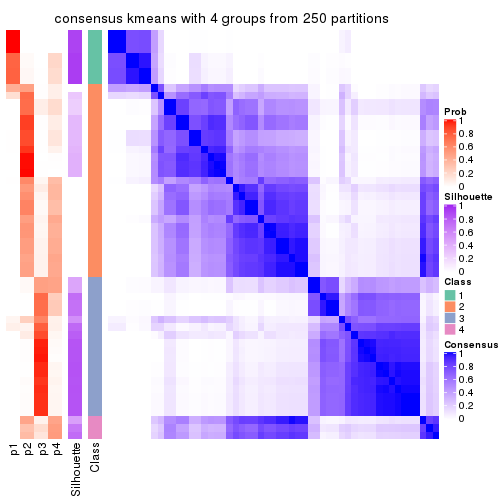 consensus kmeans with 4 groups from 250 partitions
Prob
1
0.8
0.6
0.4
0.2
0
Silhouette
1
0.8
0.6
0.4
0.2
0
Class
1
2
3
4
Consensus
1
0.8
0.6
0.4
0.2
0
p1
p2
p3
p4
Silhouette
Class